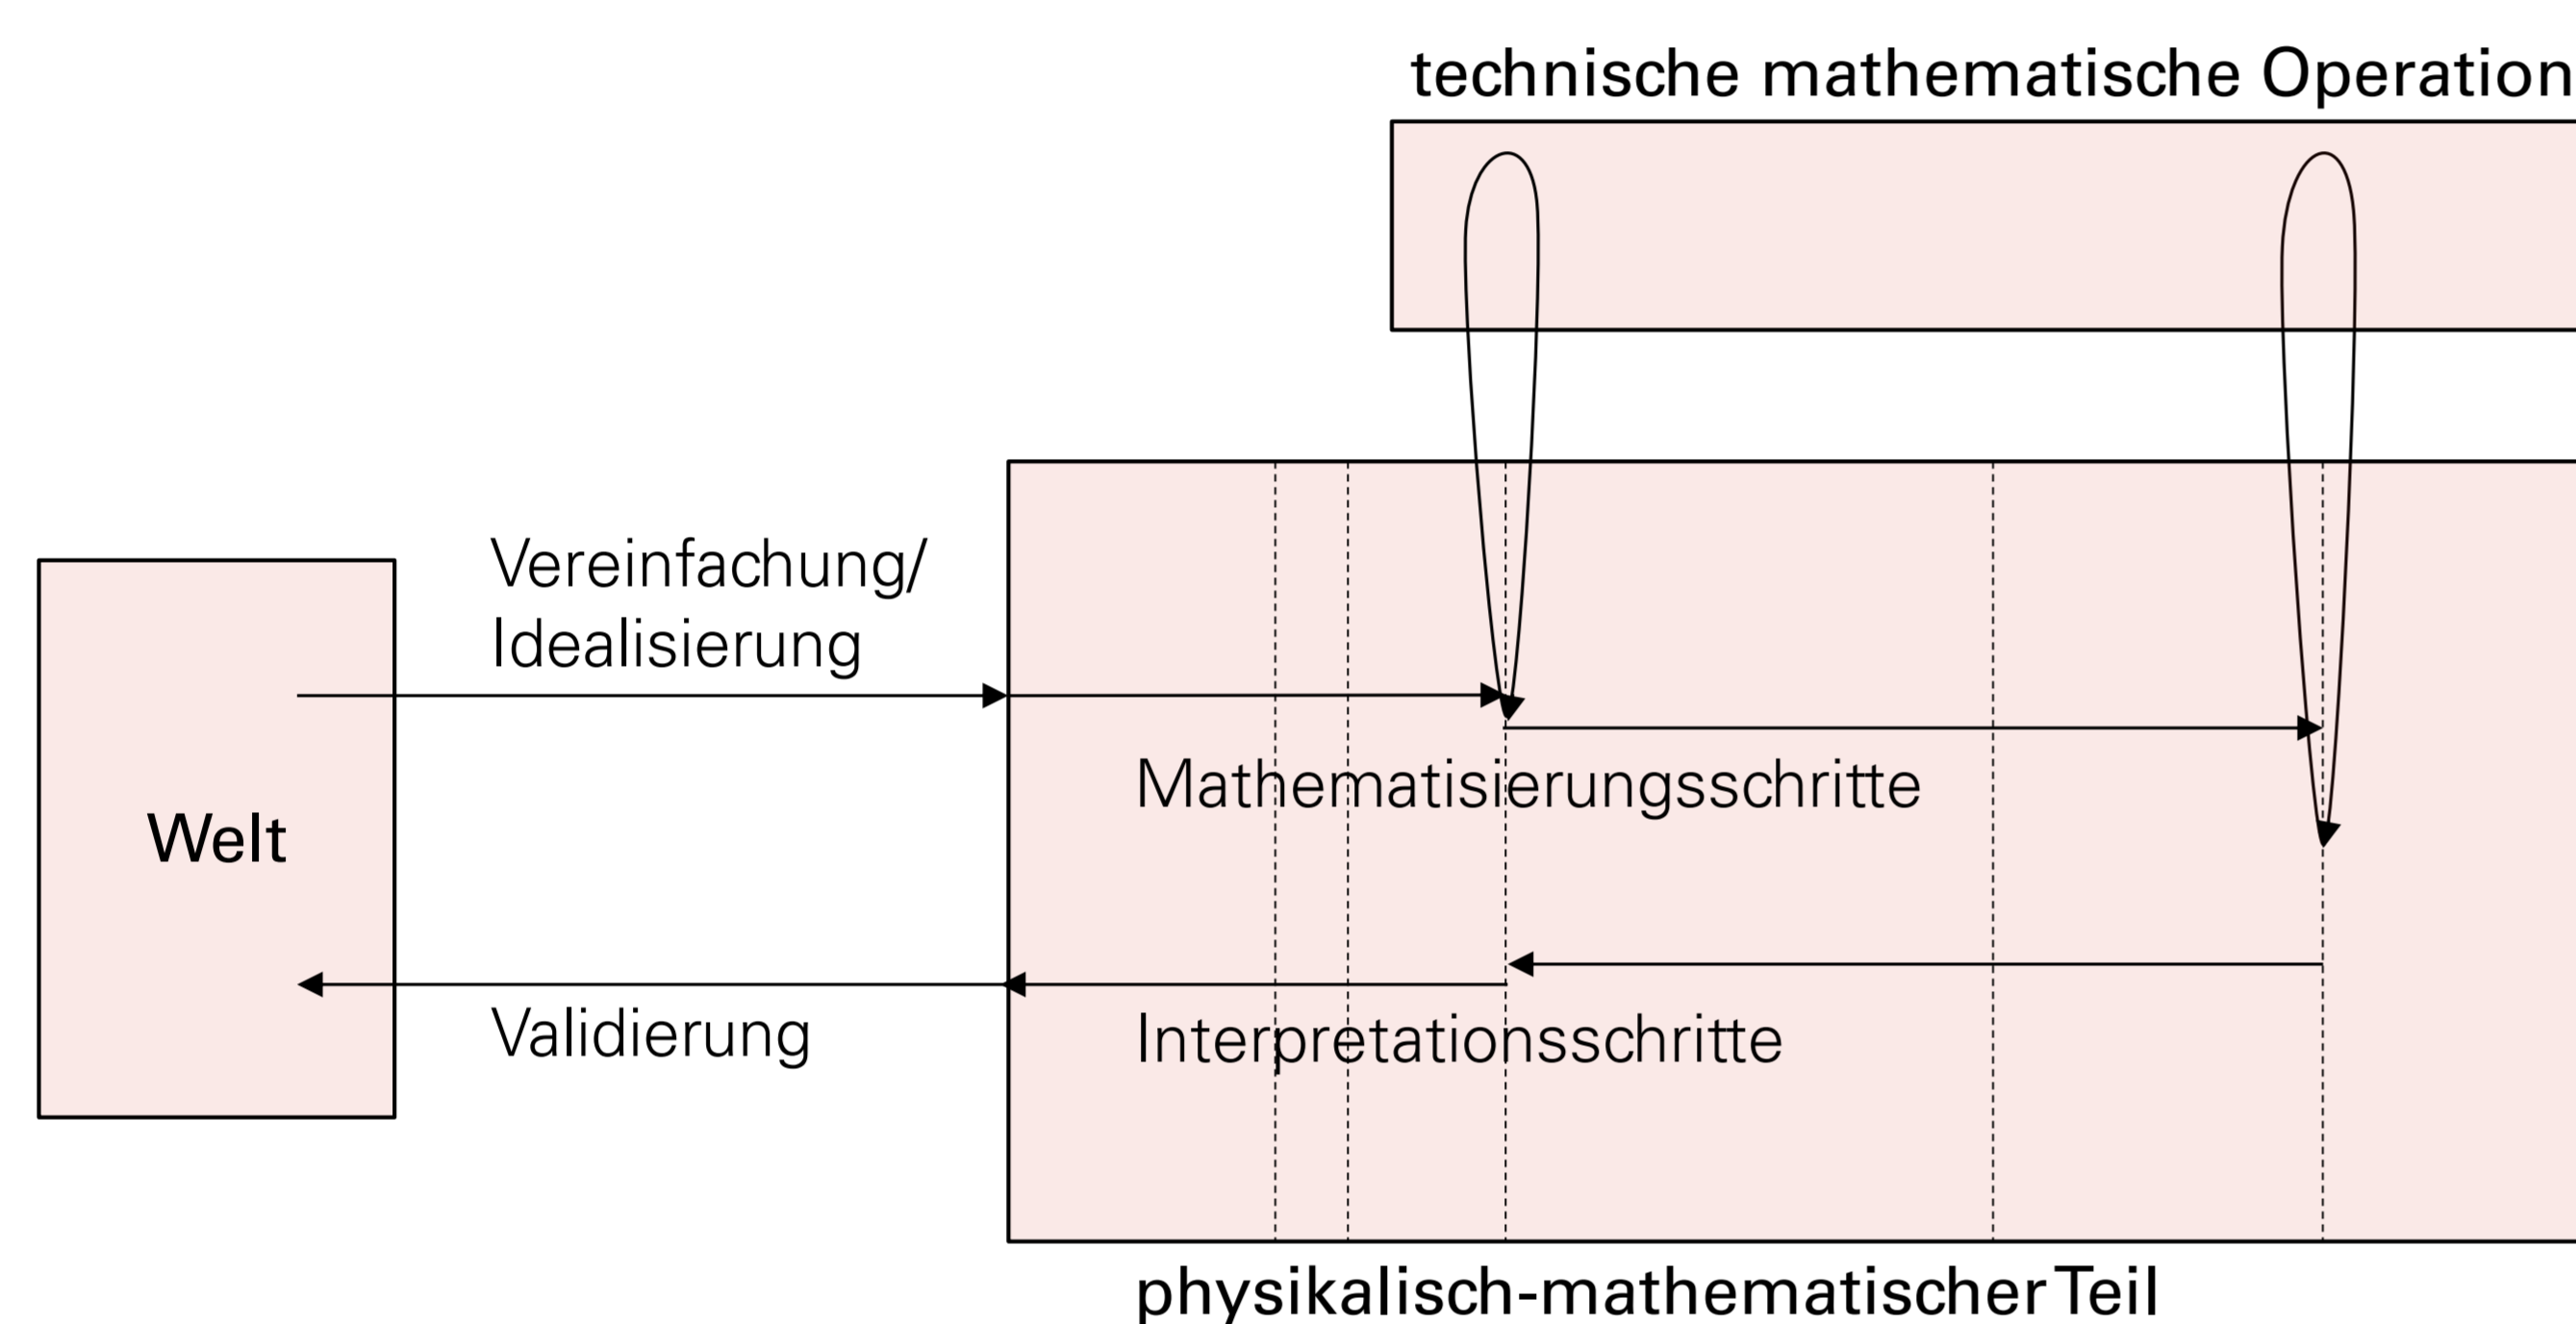 technische mathematische Operation
Vereinfachung/
Idealisierung
Mathematisierungsschritte
Welt
Validierung
Interpretationsschritte
physikalisch-mathematischer Teil